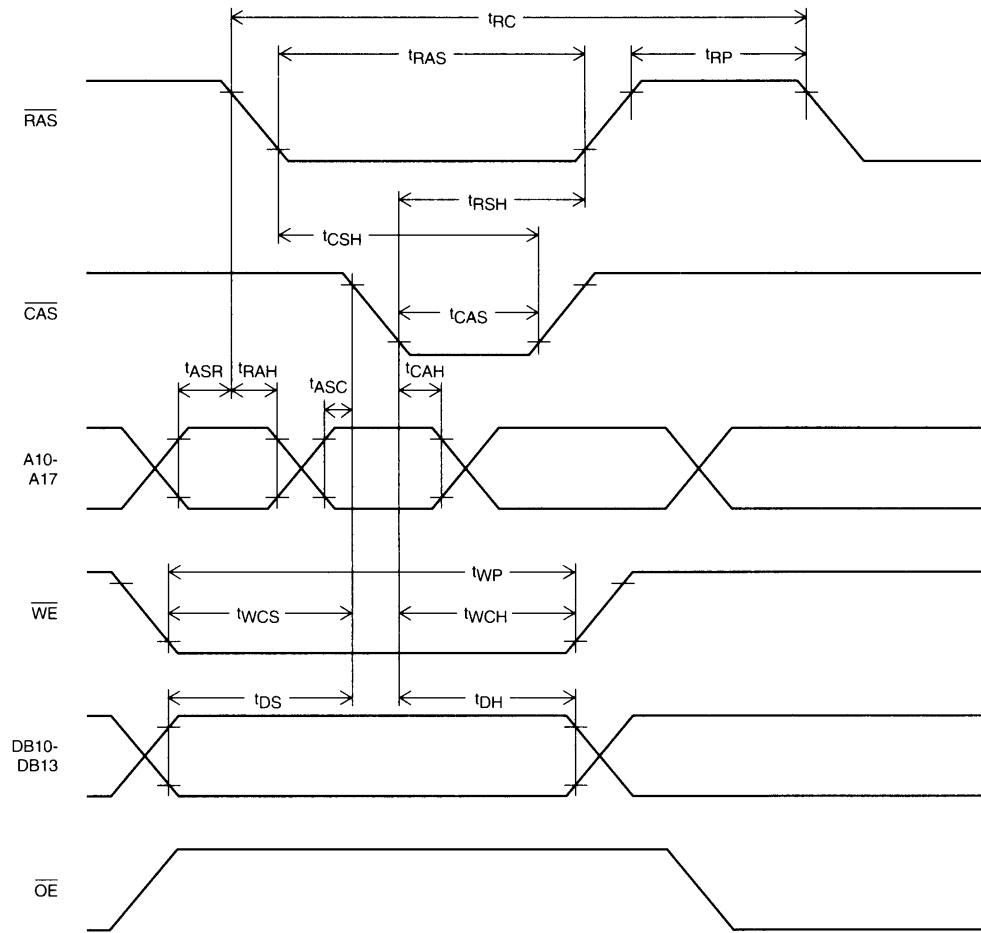 tRC
tRAS
tRP
RAS
tRSH
tCSH
CAS
tCAS
tASR
tRAH
tASC
tCAH
A10-
A17
tWP
WE
tWCS
tWCH
tDS
tDH
DB10-
DB13
OE